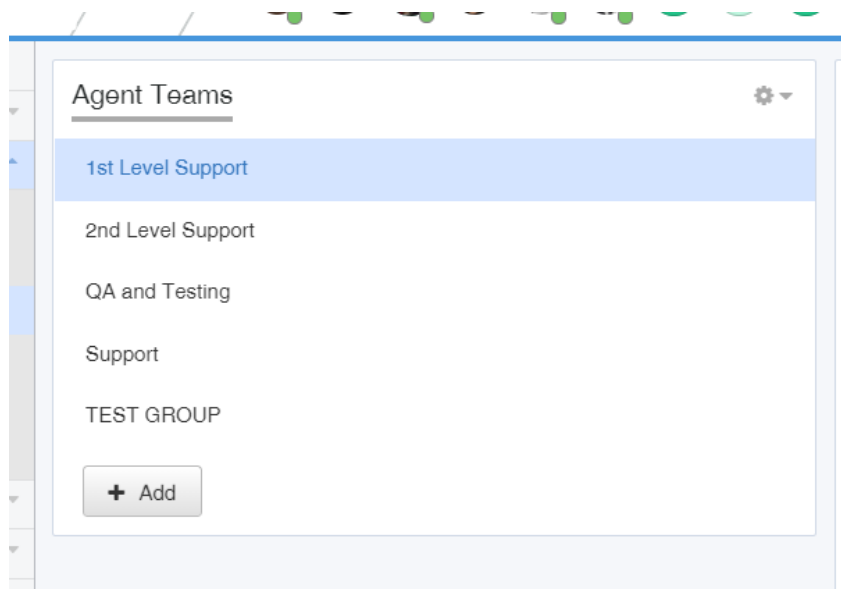 Agent Teams
1st Level Support
2nd Level Support
QA and Testing
Support
TEST GROUP
Add